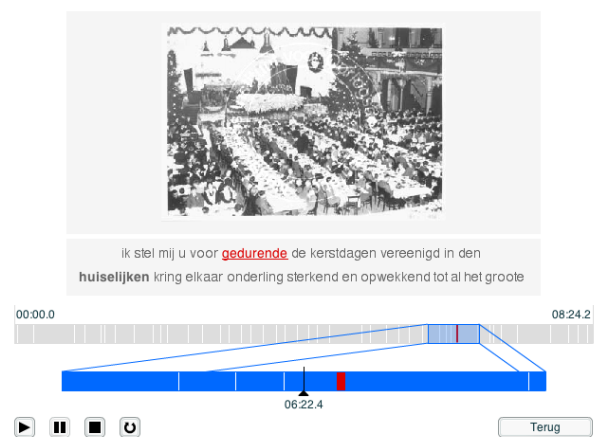 ik stel mij u voor gedurende de kerstdagen vereenigd in den
huiselijken kring elkaar onderling sterkend en opwekkend tot al het groote
00:00.0
08:24.2
06:22.4
Terug